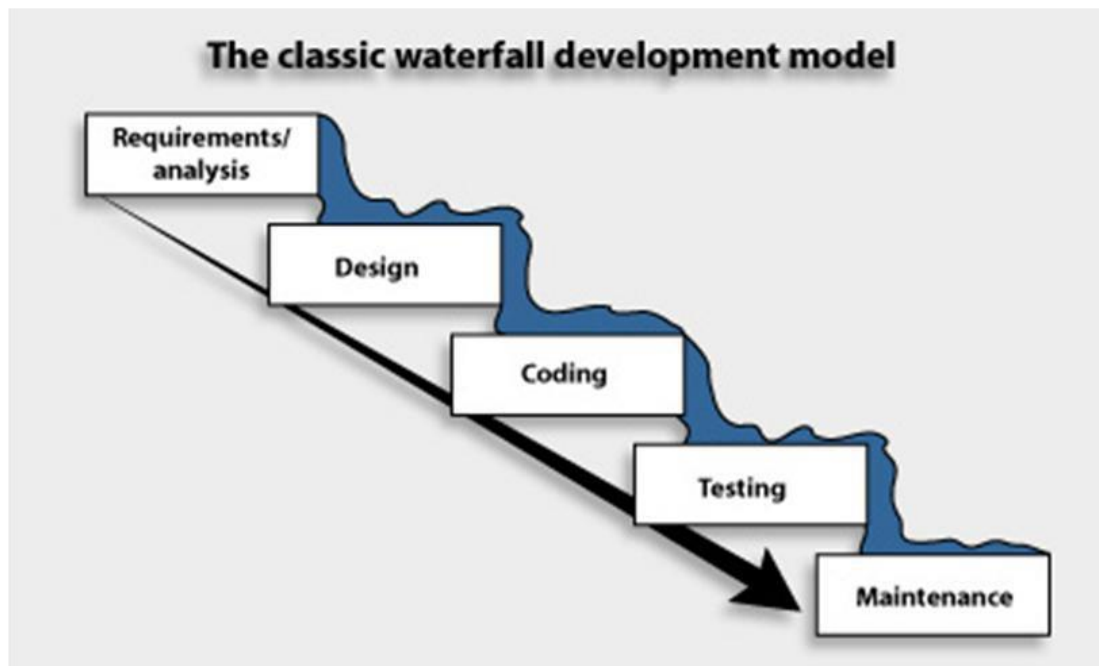 The classic waterfall development model
Requirements/
analysis
Design
Coding
Testing
Maintenance